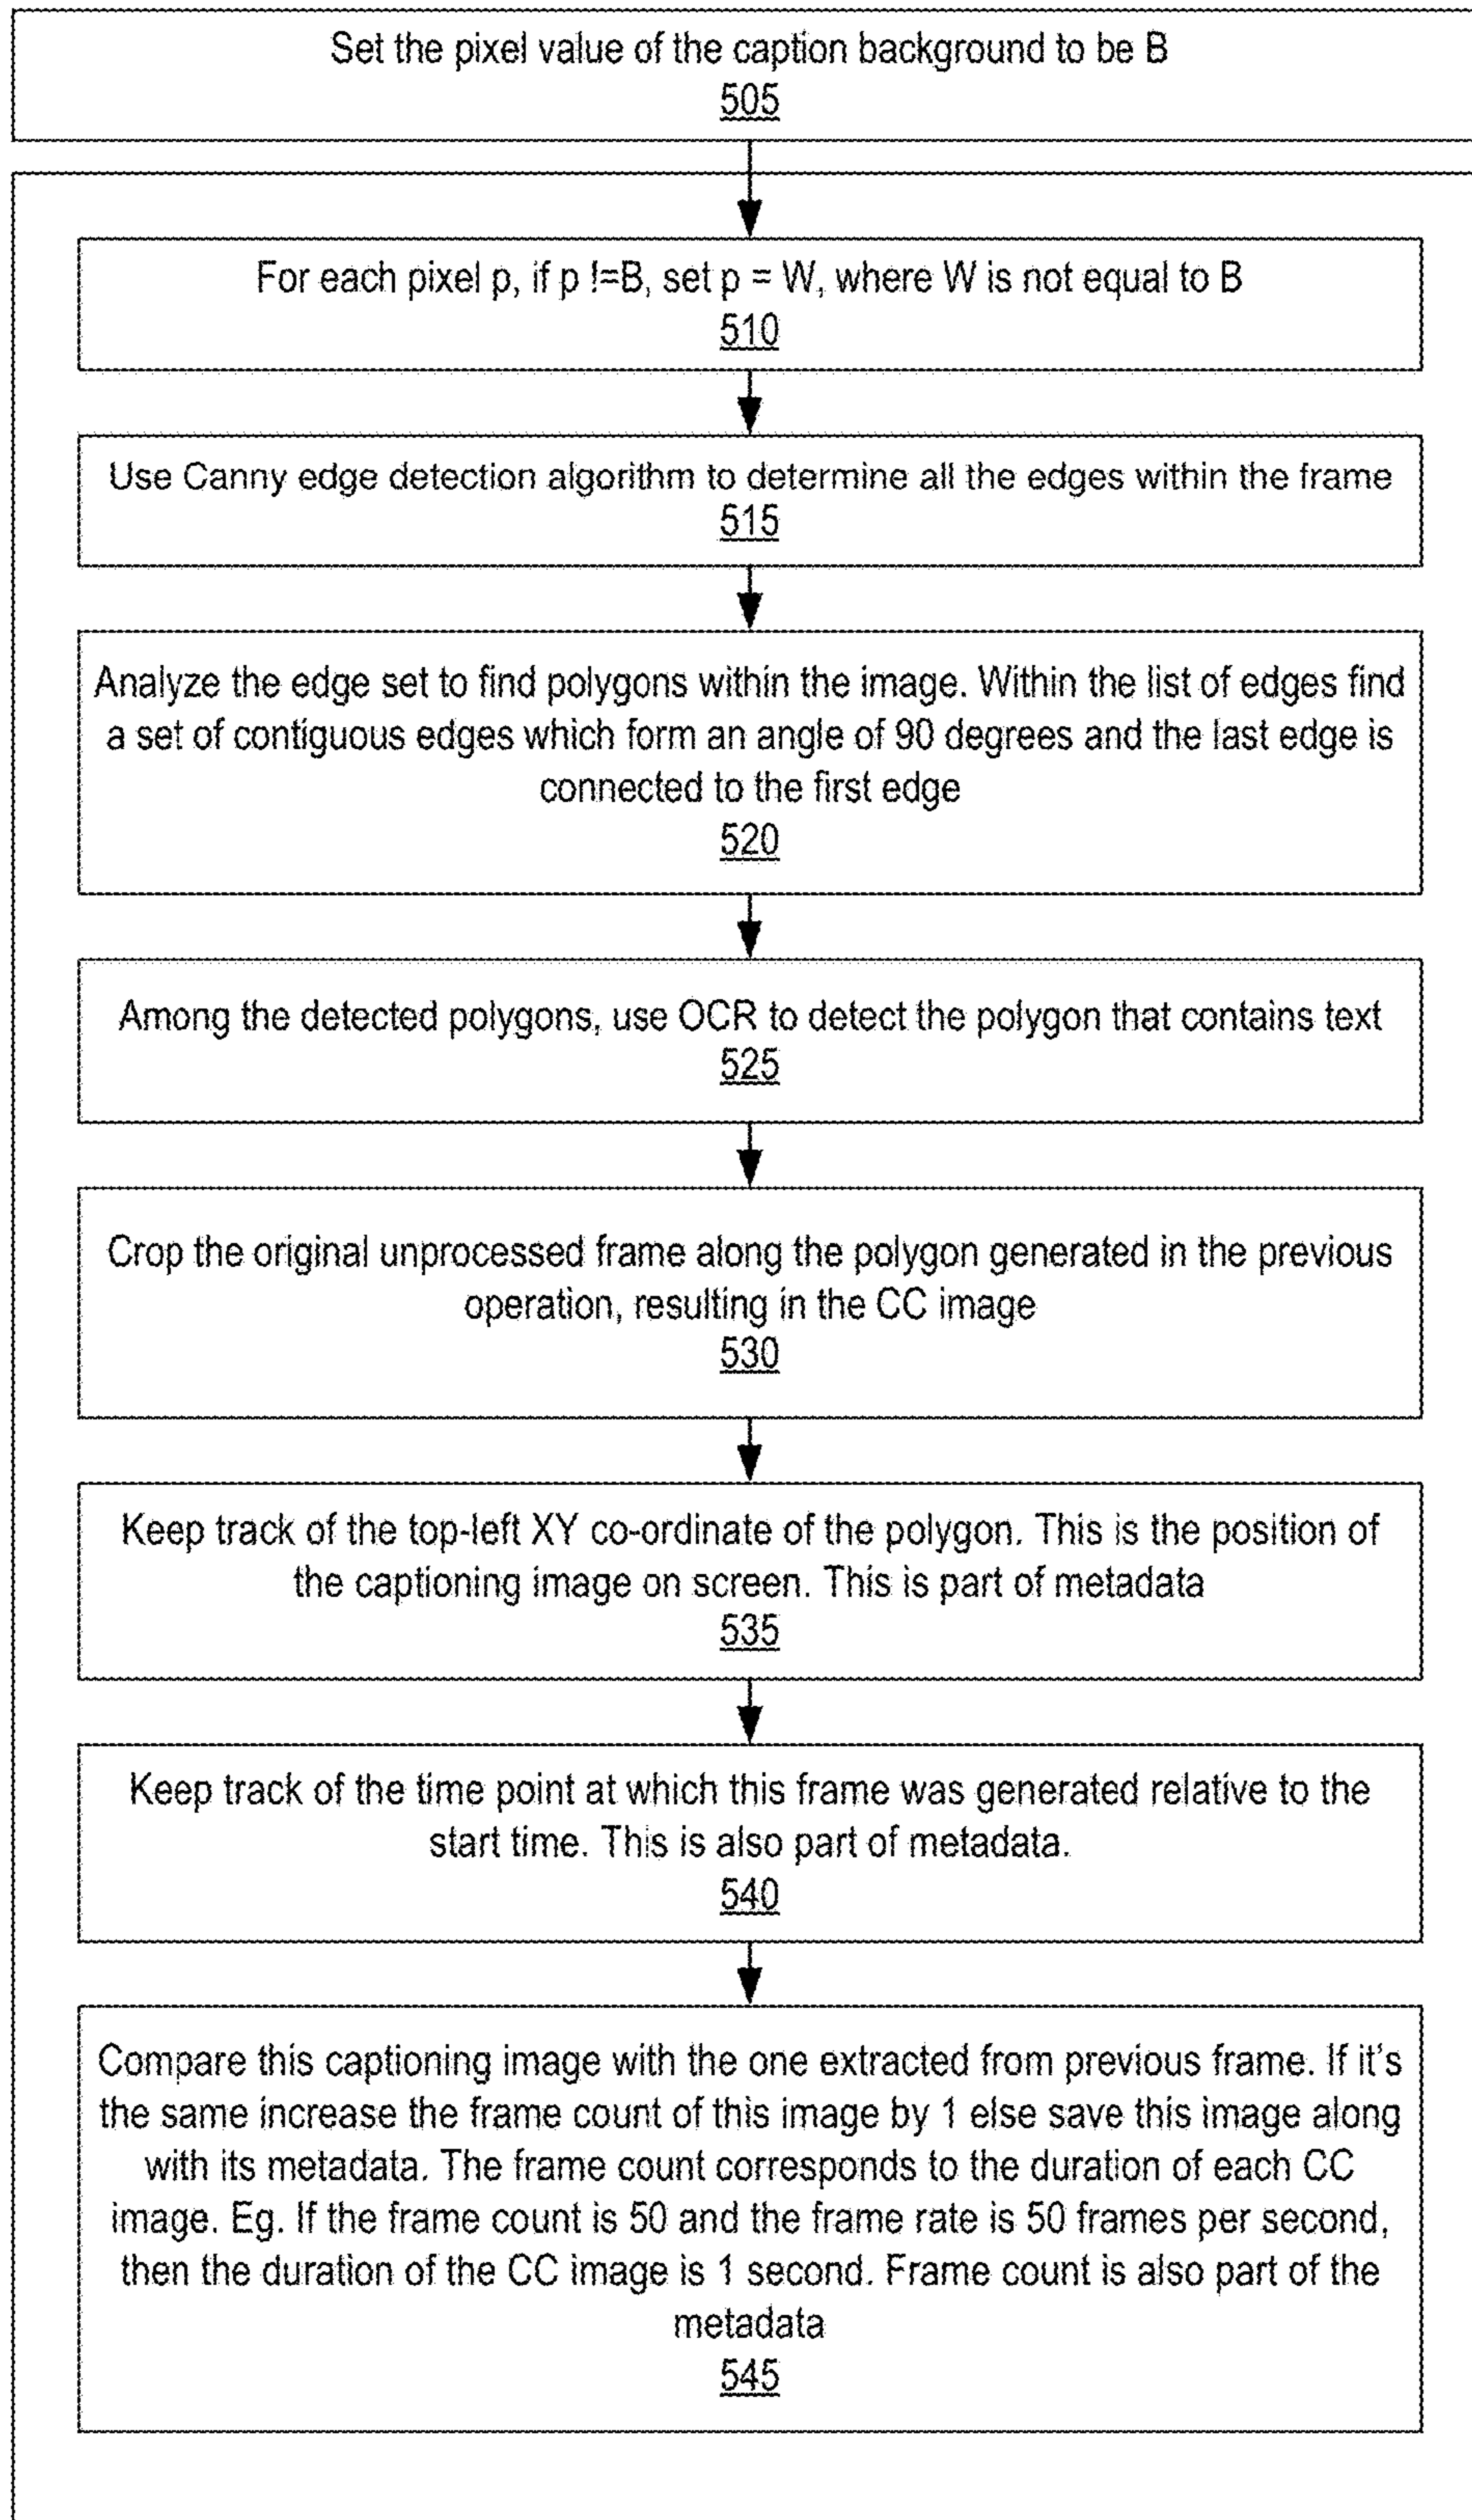 Set the pixel value of the caption background to be B
505
For each pixel p, if p !=B, set p = W, where W is not equal to B
510
Use Canny edge detection algorithm to determine all the edges within the frame
515
Analyze the edge set to find polygons within the image. Within the list of edges find
a set of contiguous edges which form an angle of 90 degrees and the last edge is
connected to the first edge
520
Among the detected polygons, use OCR to detect the polygon that contains text
525
Crop the original unprocessed frame along the polygon generated in the previous
operation, resulting in the CC image
530
Keep track of the top-left XY co-ordinate of the polygon. This is the position of
the captioning image on screen. This is part of metadata
535
Keep track of the time point at which this frame was generated relative to the
start time. This is also part of metadata.
540
Compare this captioning image with the one extracted from previous frame. If it's
the same increase the frame count of this image by 1 else save this image along
with its metadata. The frame count corresponds to the duration of each CC
image. Eg. If the frame count is 50 and the frame rate is 50 frames per second,
then the duration of the CC image is 1 second. Frame count is also part of the
metadata
545